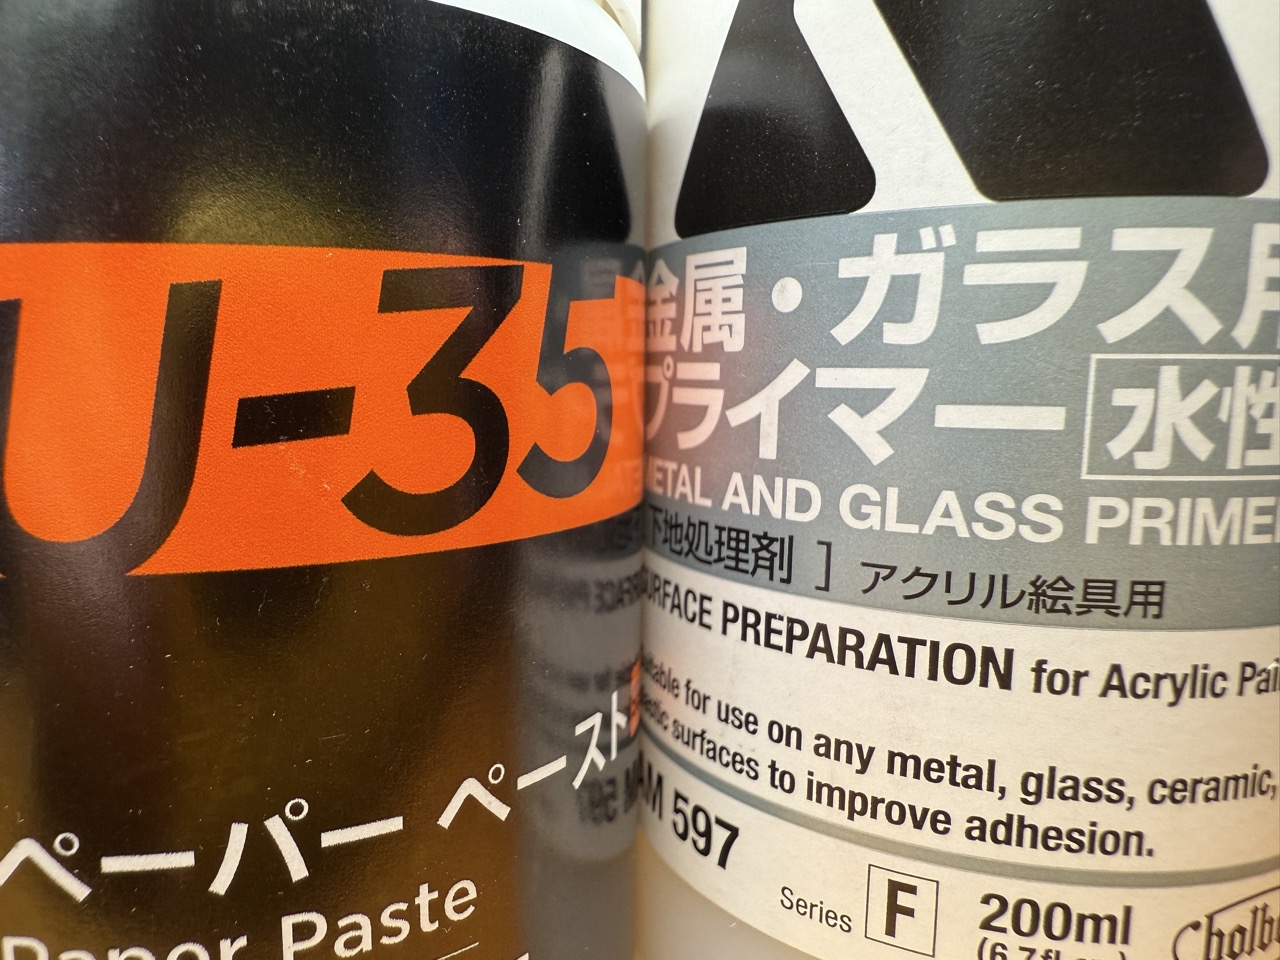 U-35
ペーパー ペースト
Paper Paste
金属・ガラス用
プライマー 水性
METAL AND GLASS PRIMER
下地処理剤 ] アクリル絵具用
SURFACE PREPARATION for Acrylic
for use on any metal, glass, ceramic,
surfaces to improve adhesion.
AM 597
Series F 200ml